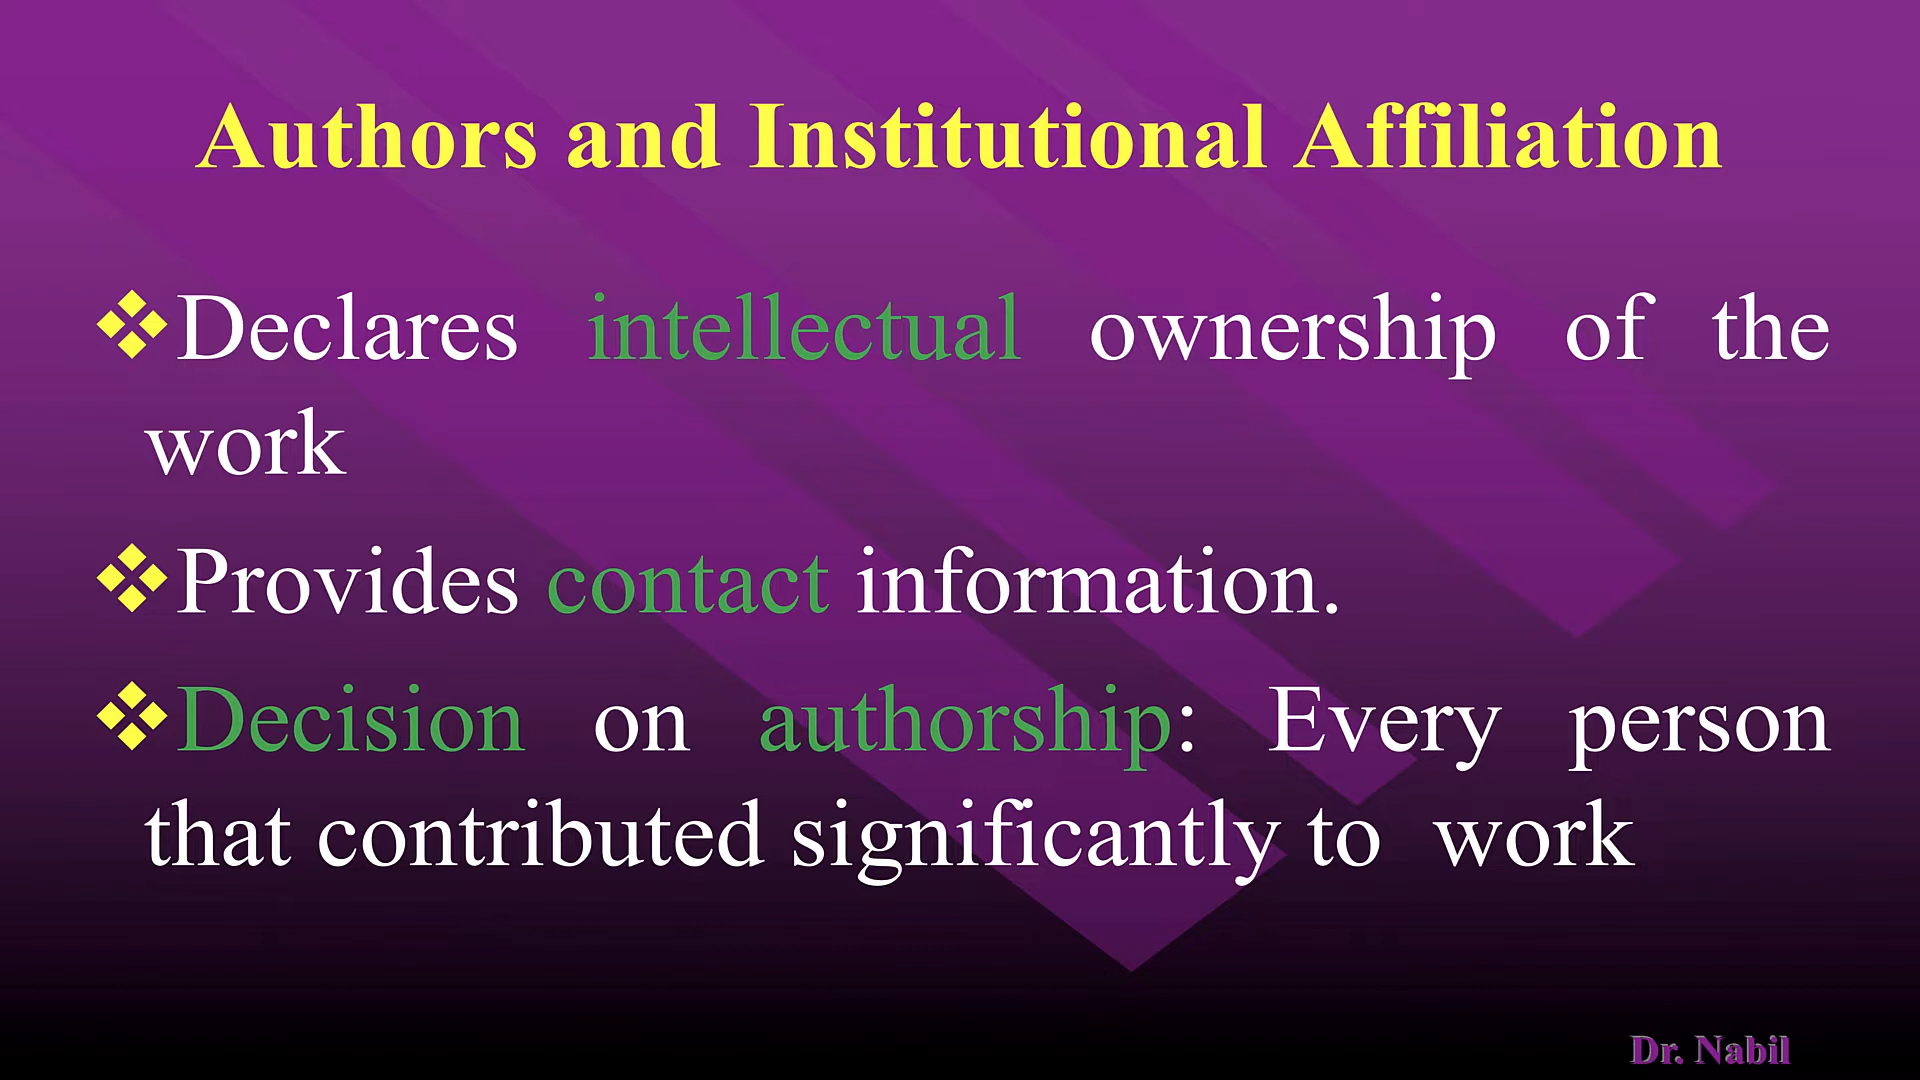 Authors and Institutional Affiliation
❖Declares intellectual ownership of the
work
❖Provides contact information.
❖Decision on authorship: Every person
that contributed significantly to work
Dr. Nabil